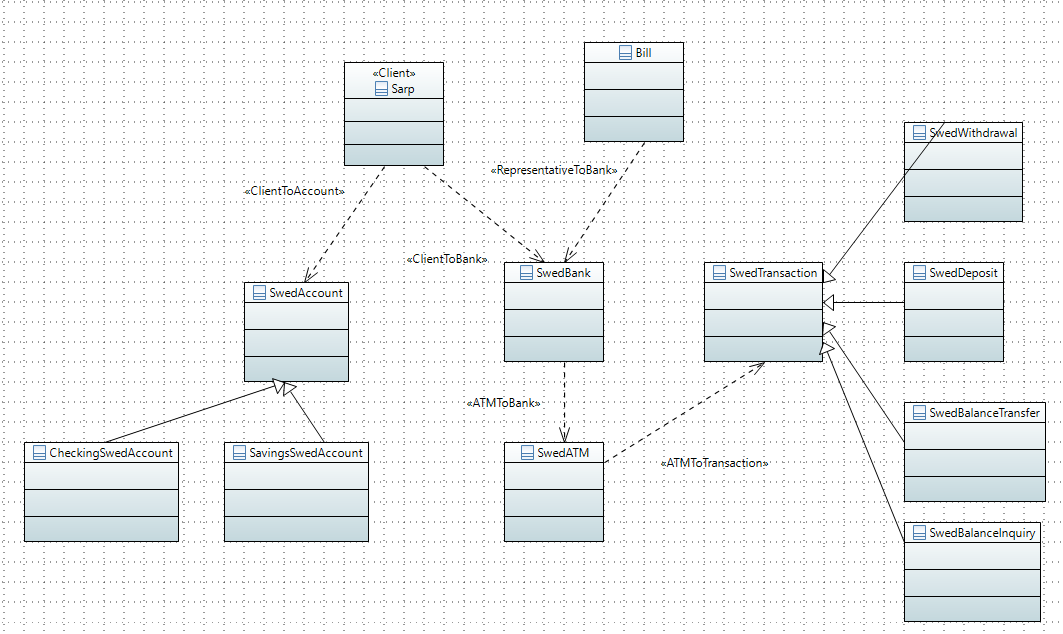 Bill
«Client»
Sarp
SwedWithdrawal
«RepresentativeToBank»
«ClientToAccount»
«ClientToBank»
SwedBank
SwedTransaction
SwedDeposit
SwedAccount
«ATMToBank»
SwedBalanceTransfer
CheckingSwedAccount
SavingsSwedAccount
SwedATM
«ATMToTransaction»
SwedBalanceInquiry